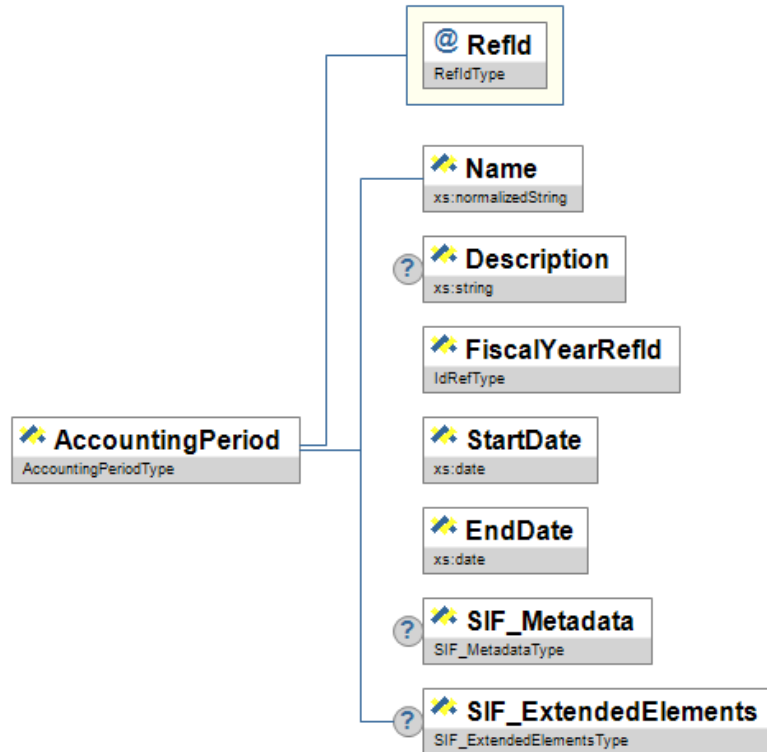 @ RefId
RefIdType
Name
xs:normalizedString
? Description
xs:string
FiscalYearRefId
IdRefType
AccountingPeriod
AccountingPeriodType
StartDate
xs:date
EndDate
xs:date
? SIF_Metadata
SIF_MetadataType
? SIF_ExtendedElements
SIF_ExtendedElementsType